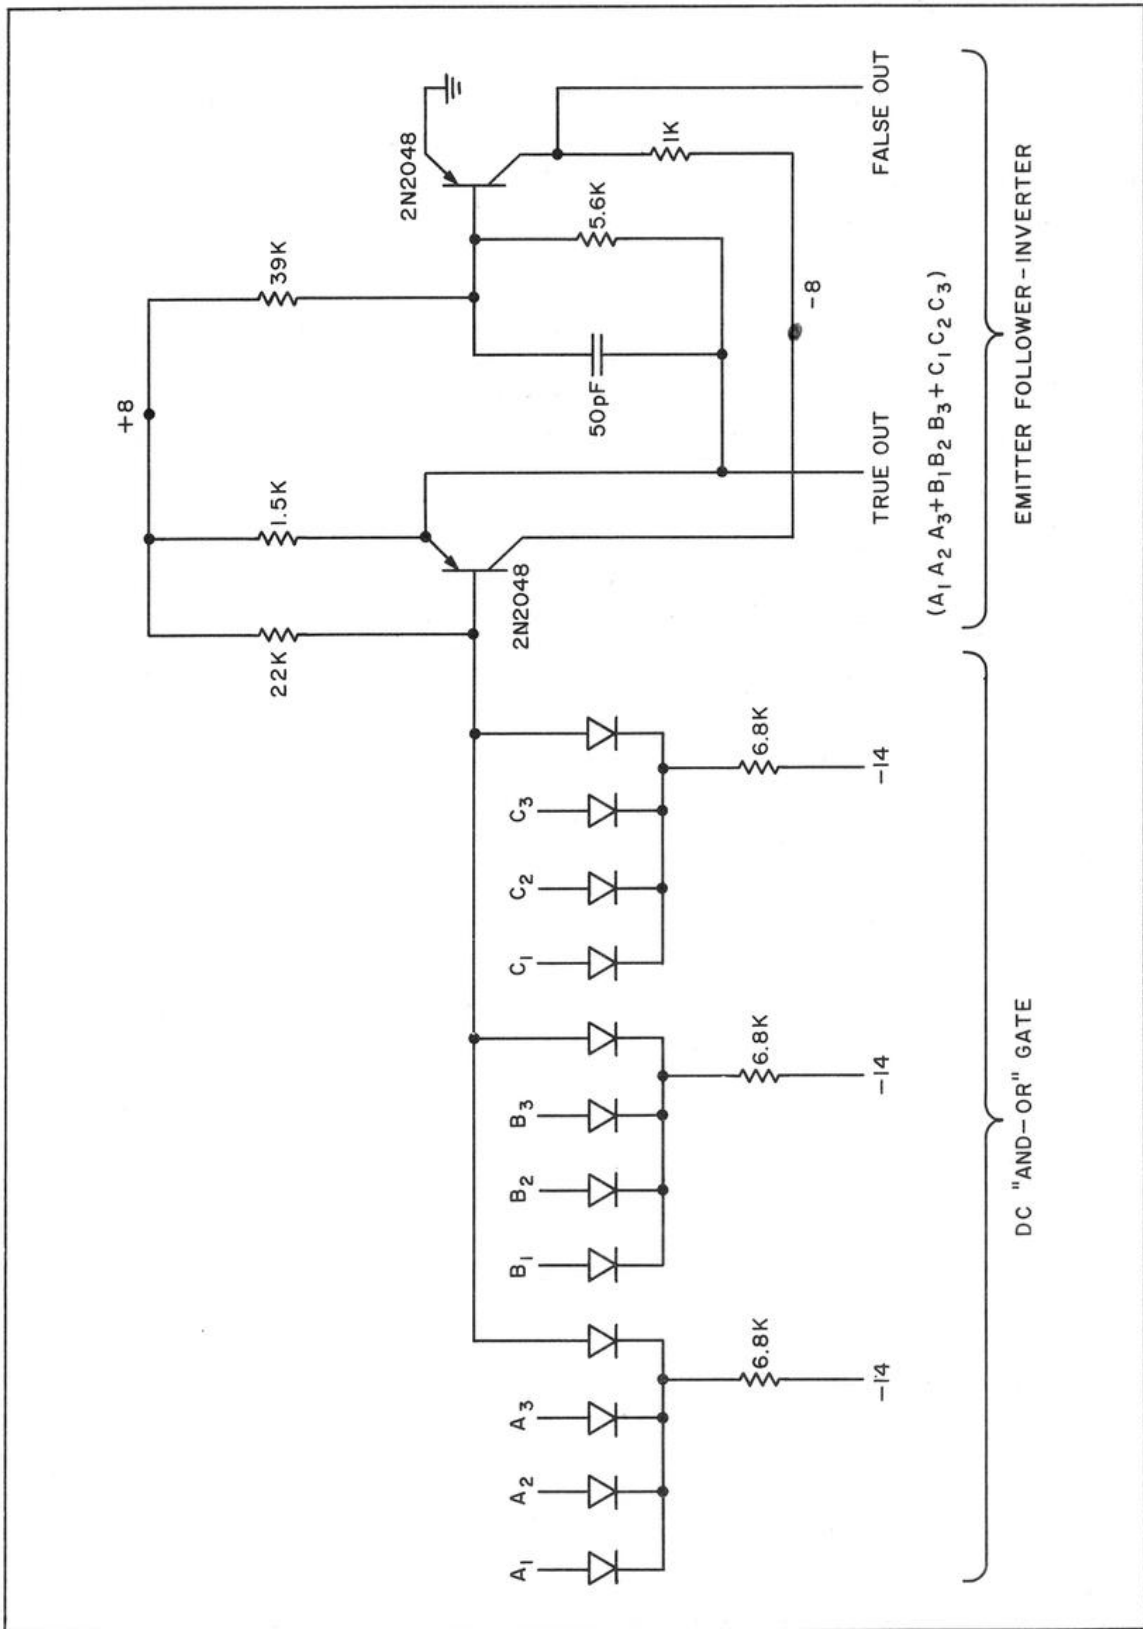 +8
22K
1.5K
39K
2N2048
2N2048
50pF
5.6K
1K
-8
A1
A2
A3
B1
B2
B3
C1
C2
C3
6.8K
6.8K
6.8K
-14
-14
-14
TRUE OUT
FALSE OUT
(A1 A2 A3+B1B2 B3+C1 C2 C3)
DC "AND-OR" GATE
EMITTER FOLLOWER-INVERTER